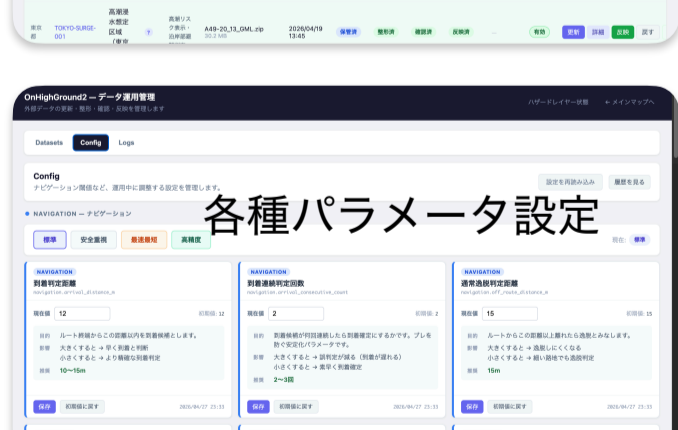 高潮浸
水想定
区域
(東京
東京
都
TOKYO-SURGE-
001
?
高潮リス
ク表示・
沿岸部避
A49-20_13_GML.zip
30.2 MB
2026/04/19
13:45
保管済
整形済
確認済
反映済
...
有効
更新
詳細
反映
戻す
OnHighGround2 — データ運用管理
外部データの更新・整形・確認・反映を管理します
ハザードレイヤー状態
← メインマップへ
Datasets Config Logs
Config
ナビゲーション閾値など、運用中に調整する設定を管理します。
設定を再読み込み
履歴を見る
各種パラメータ設定
NAVIGATION — ナビゲーション
標準 安全重視 最速最短 高精度
現在: 標準
NAVIGATION
到着判定距離
navigation.arrival_distance_m
現在値 12 初期値: 12
目的 ルート終端からこの距離以内を到着候補とします。
影響 大きくすると → 早く到着と判断
小さくすると → より精密な到着判定
推奨 10〜15m
保存 初期値に戻す 2026/04/27 23:33
NAVIGATION
到着連続判定回数
navigation.arrival_consecutive_count
現在値 2 初期値: 2
目的 到着候補が何回連続したら到着確定にするかです。ブレを
防ぐ安定化パラメータです。
影響 大きくすると → 誤判定が減る（到着が遅れる）
小さくすると → 素早く到着確定
推奨 2〜3回
保存 初期値に戻す 2026/04/27 23:33
NAVIGATION
通常逸脱判定距離
navigation.off_route_distance_m
現在値 15 初期値: 15
目的 ルートからこの距離以上離れたら逸脱とみなします。
影響 大きくすると → 逸脱しにくくなる
小さくすると → 細い路地でも逸脱判定
推奨 15m
保存 初期値に戻す 2026/04/27 23:33